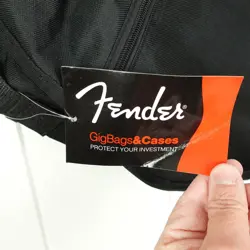 Fender
GigBags&Cases
PROTECT YOUR INVESTMENT